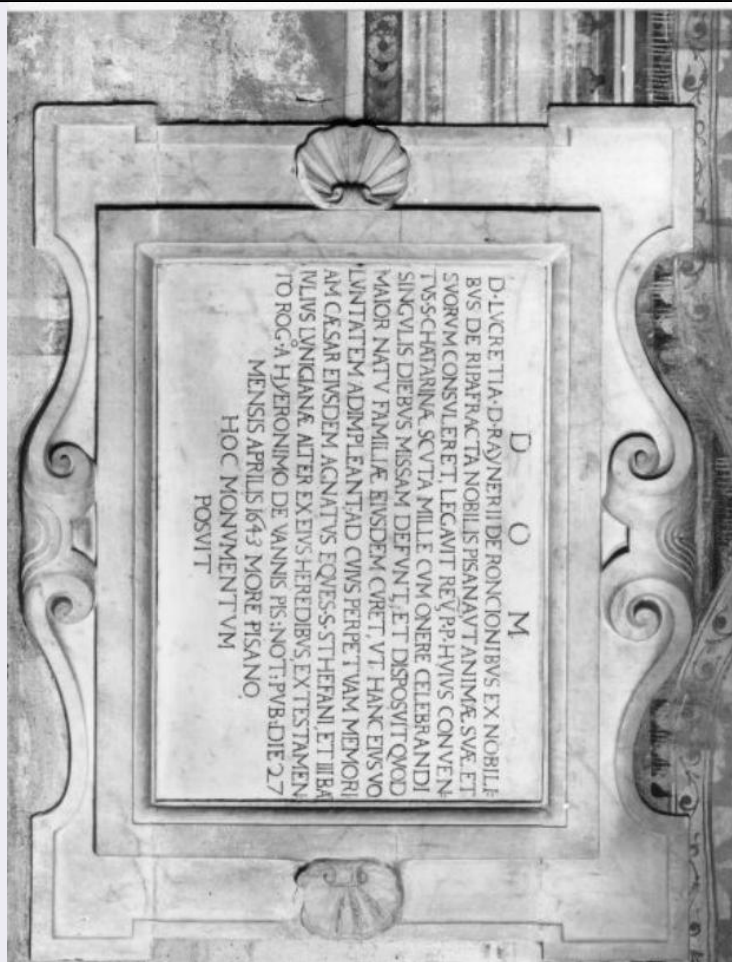 D O M
D·LVCRETIA·D·RAYNERII DE RONCIONIBVS EX NOBILI=
BVS DE RIPAFRACTA NOBILIS PISANA VT ANIMÆ SVÆ ET
SVORVM CONSVLERET, LEGAVIT REV̄ P·P·HVIVS CONVEN=
TVS·S·CHATARINÆ SCVTA MILLE CVM ONERE CELEBRANDI
SINGVLIS DIEBVS MISSAM DEFVNT: ET DISPOSVIT QVOD
MAIOR NATV FAMILIÆ EIVSDEM CVRET, VT HANC EIVS VO
LVNTATEM ADIMPLEANT, AD CVIVS PERPETVAM MEMORI
AM CÆSAR EIVSDEM AGNATVS EQVES·S·STHEFANI, ET III BA
IVLIVS LVNIGIANÆ ALTER EX EIVS HEREDIBVS, EX TESTAMEN
TO ROG·º A HYERONIMO DE VANNIS PIS: NOT: PVB: DIE 27
MENSIS APRILIS 1643 MORE PISANO,
HOC MONVMENTVM
POSVIT